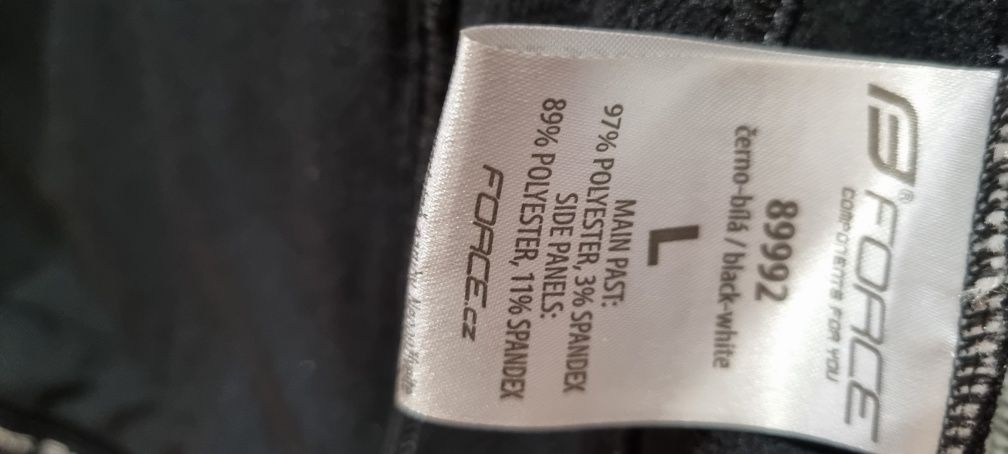 FORCE®
COMPONENTS FOR YOU
89992
černo-bílá / black-white
L
MAIN PAST:
97% POLYESTER, 3% SPANDEX
SIDE PANELS:
89% POLYESTER, 11% SPANDEX
FORCE.cz